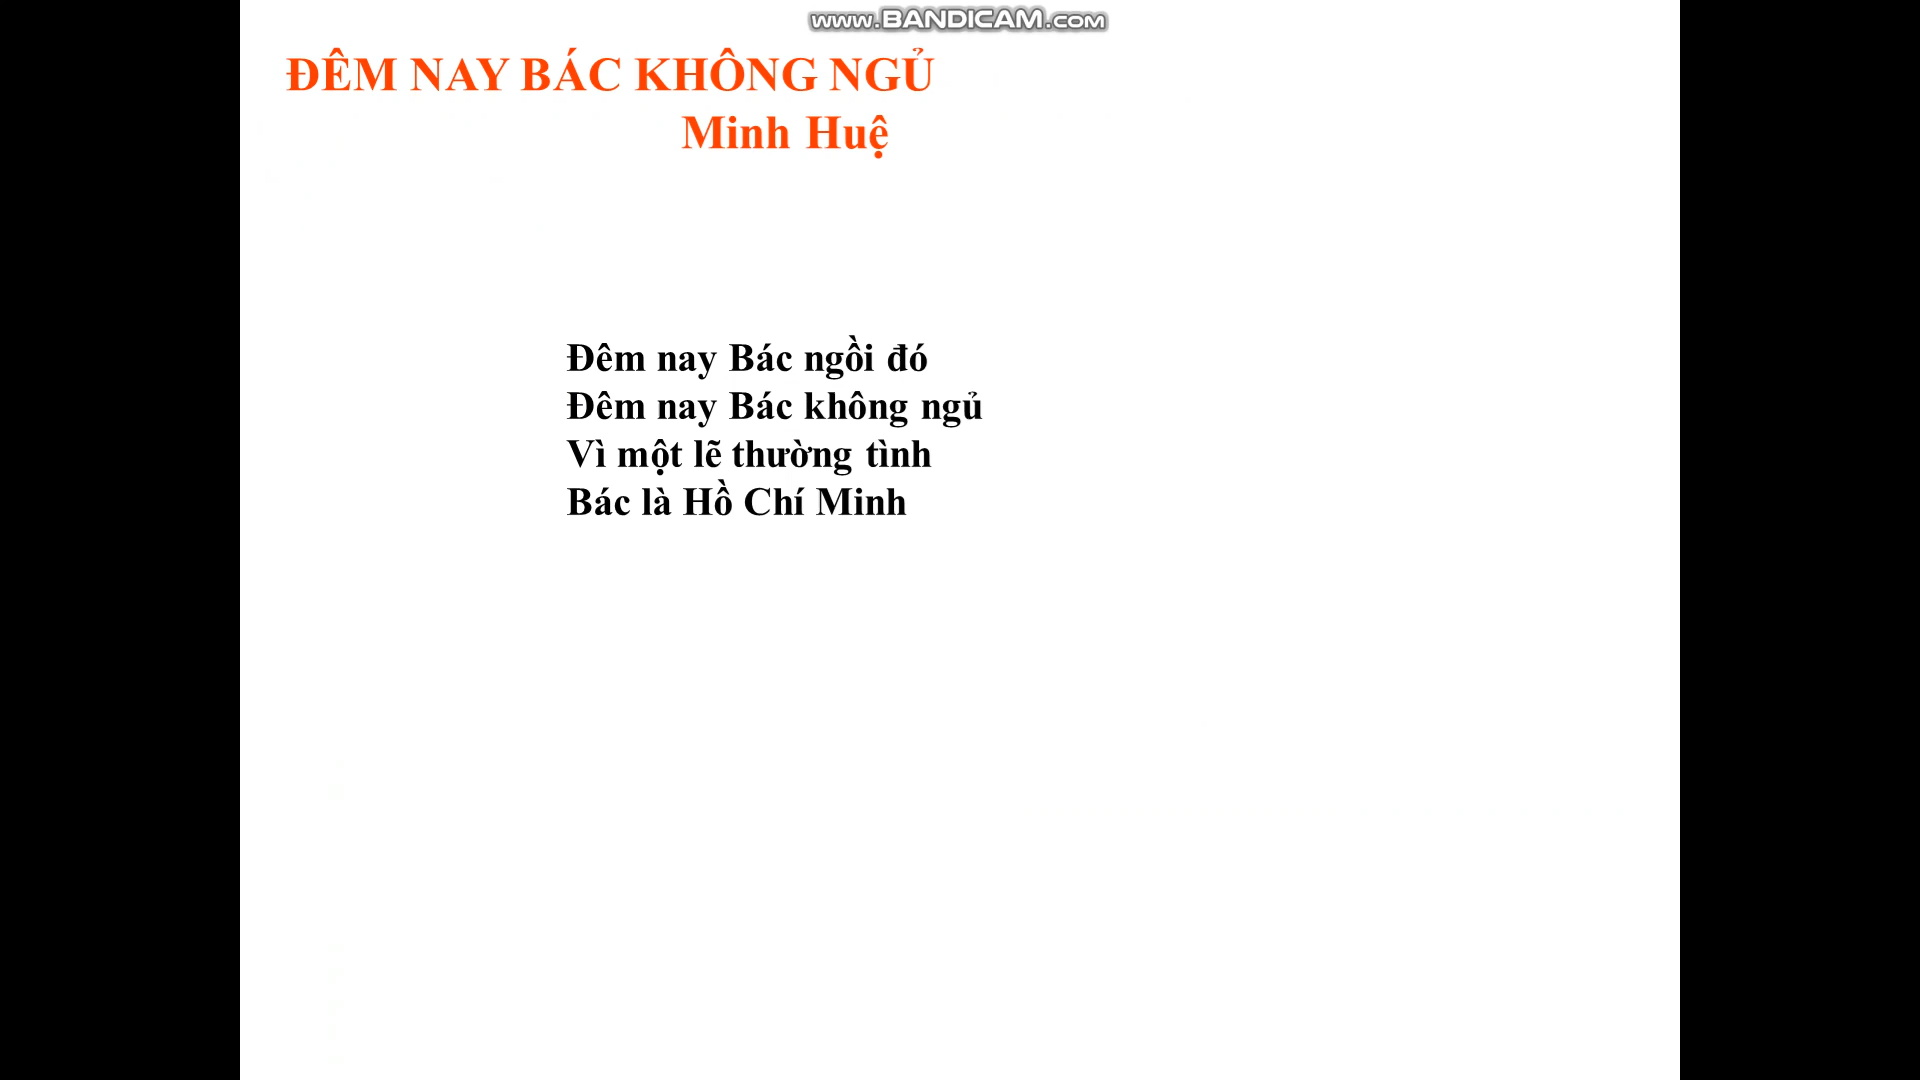 www.BANDICAM.com
ĐÊM NAY BÁC KHÔNG NGỦ
Minh Huệ
Đêm nay Bác ngồi đó
Đêm nay Bác không ngủ
Vì một lẽ thường tình
Bác là Hồ Chí Minh